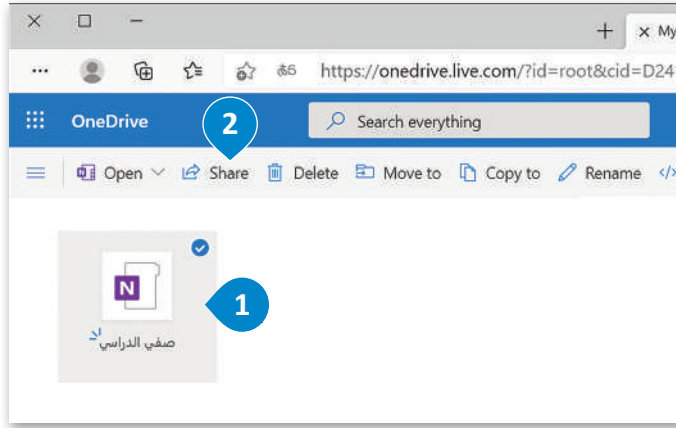 My
https://onedrive.live.com/?id=root&cid=D24
OneDrive
2
Search everything
Open Share Delete Move to Copy to Rename
N
1
صفي الدراسي